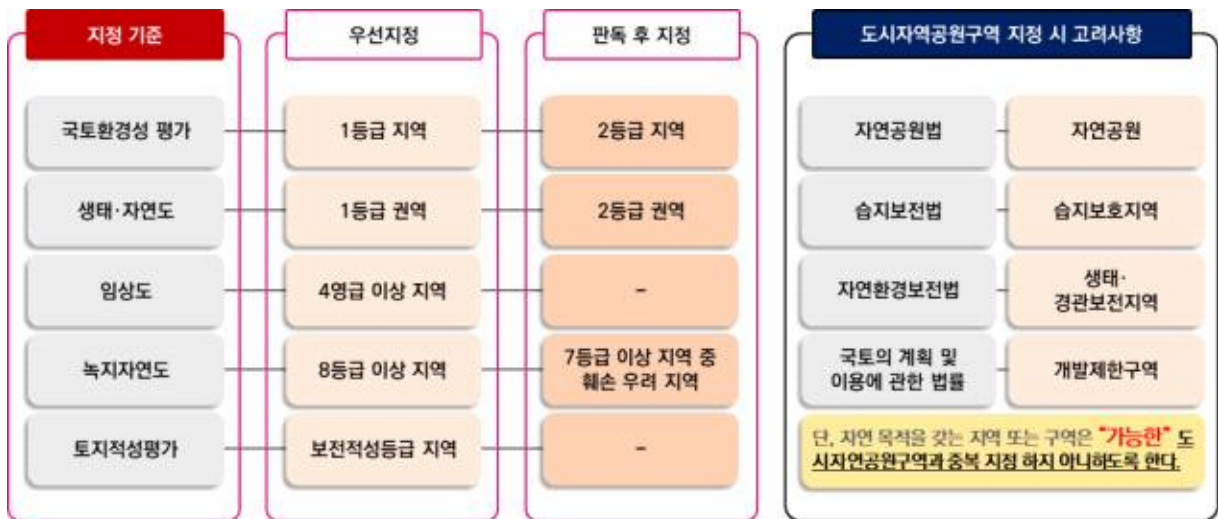 지정 기준
우선지정
판독 후 지정
도시자역공원구역 지정 시 고려사항
국토환경성 평가
1등급 지역
2등급 지역
자연공원법
자연공원
생태·자연도
1등급 권역
2등급 권역
습지보전법
습지보호지역
임상도
4영급 이상 지역
-
자연환경보전법
생태·
경관보전지역
녹지자연도
8등급 이상 지역
7등급 이상 지역 중
훼손 우려 지역
국토의 계획 및
이용에 관한 법률
개발제한구역
토지적성평가
보전적성등급 지역
-
단, 자연 목적을 갖는 지역 또는 구역은 "가능한" 도
시자연공원구역과 중복 지정 하지 아니하도록 한다.